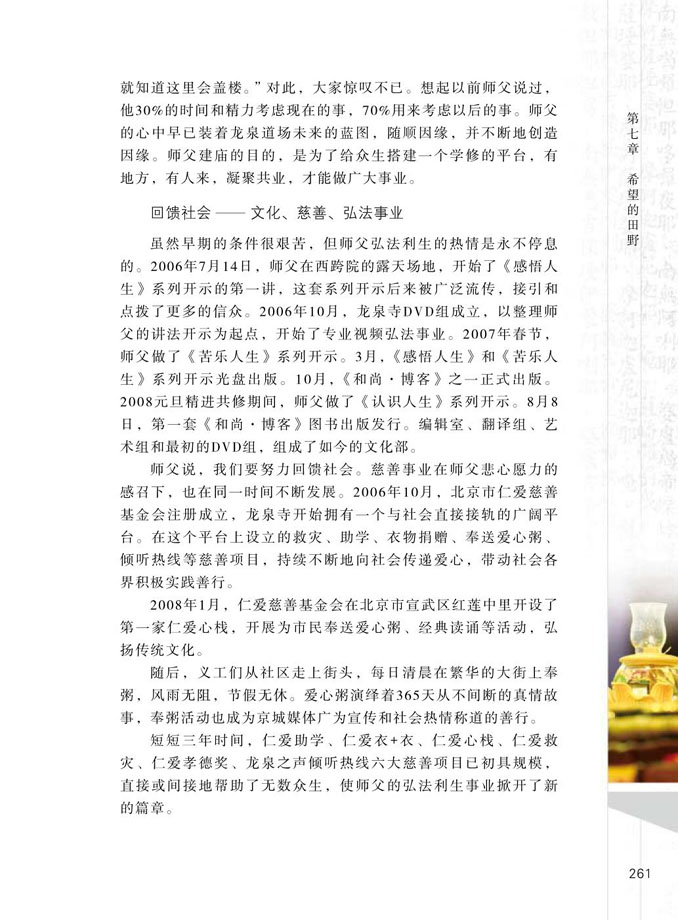 就知道这里会盖楼。”对此，大家惊叹不已。想起以前师父说过，
他30%的时间和精力考虑现在的事，70%用来考虑以后的事。师父
的心中早已装着龙泉道场未来的蓝图，随顺因缘，并不断地创造
因缘。师父建庙的目的，是为了给众生搭建一个学修的平台，有
地方，有人来，凝聚共业，才能做广大事业。
回馈社会 —— 文化、慈善、弘法事业
虽然早期的条件很艰苦，但师父弘法利生的热情是永不停息
的。2006年7月14日，师父在西跨院的露天场地，开始了《感悟人
生》系列开示的第一讲，这套系列开示后来被广泛流传，接引和
点拨了更多的信众。2006年10月，龙泉寺DVD组成立，以整理师
父的讲法开示为起点，开始了专业视频弘法事业。2007年春节，
师父做了《苦乐人生》系列开示。3月，《感悟人生》和《苦乐人
生》系列开示光盘出版。10月，《和尚·博客》之一正式出版。
2008元旦精进共修期间，师父做了《认识人生》系列开示。8月8
日，第一套《和尚·博客》图书出版发行。编辑室、翻译组、艺
术组和最初的DVD组，组成了如今的文化部。
师父说，我们要努力回馈社会。慈善事业在师父悲心愿力的
感召下，也在同一时间不断发展。2006年10月，北京市仁爱慈善
基金会注册成立，龙泉寺开始拥有一个与社会直接接轨的广阔平
台。在这个平台上设立的救灾、助学、衣物捐赠、奉送爱心粥、
倾听热线等慈善项目，持续不断地向社会传递爱心，带动社会各
界积极实践善行。
2008年1月，仁爱慈善基金会在北京市宣武区红莲中里开设了
第一家仁爱心栈，开展为市民奉送爱心粥、经典读诵等活动，弘
扬传统文化。
随后，义工们从社区走上街头，每日清晨在繁华的大街上奉
粥，风雨无阻，节假无休。爱心粥演绎着365天从不间断的真情故
事，奉粥活动也成为京城媒体广为宣传和社会热情称道的善行。
短短三年时间，仁爱助学、仁爱衣+衣、仁爱心栈、仁爱救
灾、仁爱孝德奖、龙泉之声倾听热线六大慈善项目已初具规模，
直接或间接地帮助了无数众生，使师父的弘法利生事业掀开了新
的篇章。
第七章 希望的田野
261